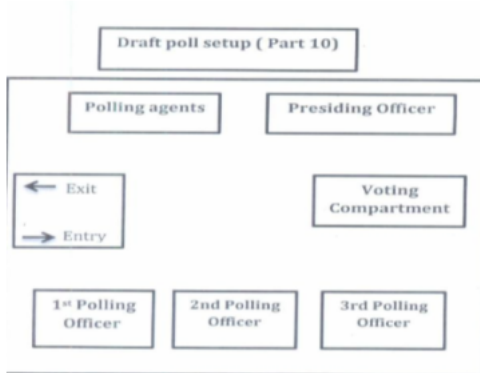 Draft poll setup ( Part 10)
Polling agents
Presiding Officer
Exit
Entry
Voting
Compartment
1st Polling
Officer
2nd Polling
Officer
3rd Polling
Officer